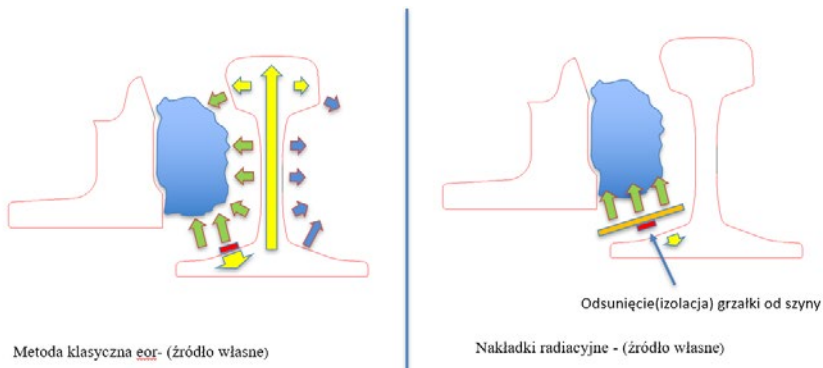 Odsunięcie(izolacja) grzałki od szyny
Metoda klasyczna eor- (źródło własne)
Nakładki radiacyjne - (źródło własne)